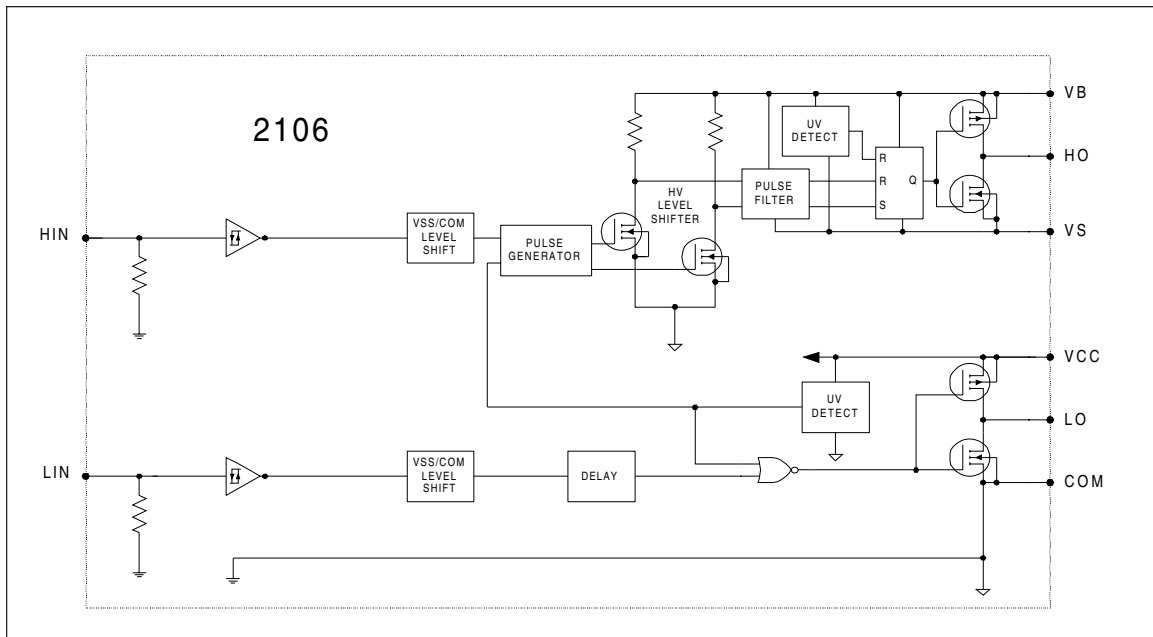 2106
VB
UV
DETECT
HO
R
R
S
Q
PULSE
FILTER
HV
LEVEL
SHIFTER
VS
HIN
VSS/COM
LEVEL
SHIFT
PULSE
GENERATOR
VCC
UV
DETECT
LO
LIN
VSS/COM
LEVEL
SHIFT
DELAY
COM